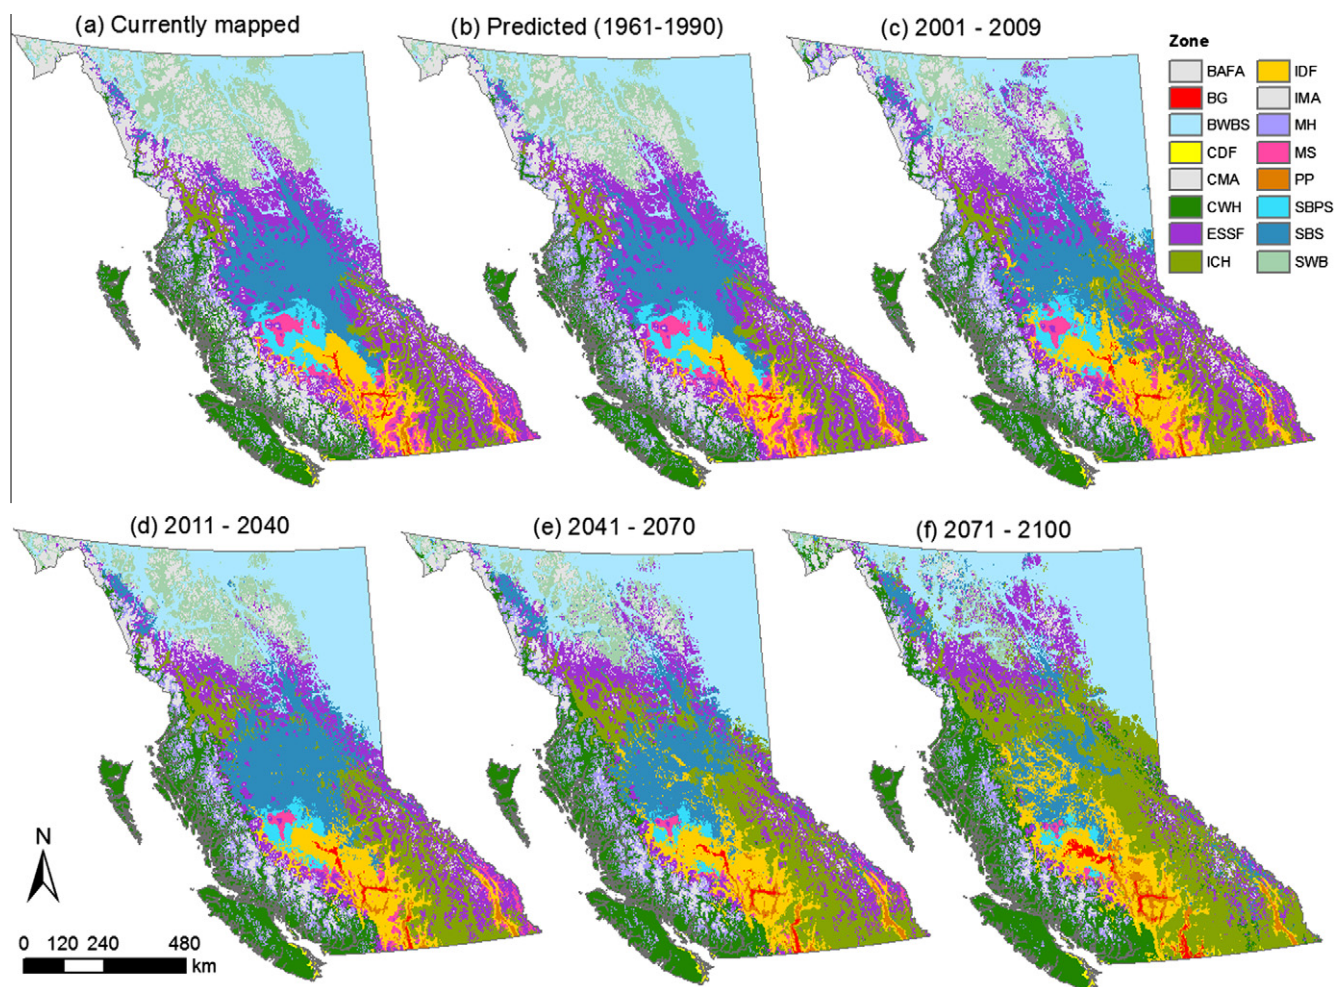 (a) Currently mapped
(b) Predicted (1961-1990)
(c) 2001 - 2009
Zone
BAFA
IDF
BG
IMA
BWBS
MH
CDF
MS
CMA
PP
CWH
SBPS
ESSF
SBS
ICH
SWB
(d) 2011 - 2040
(e) 2041 - 2070
(f) 2071 - 2100
N
0 120 240 480
km